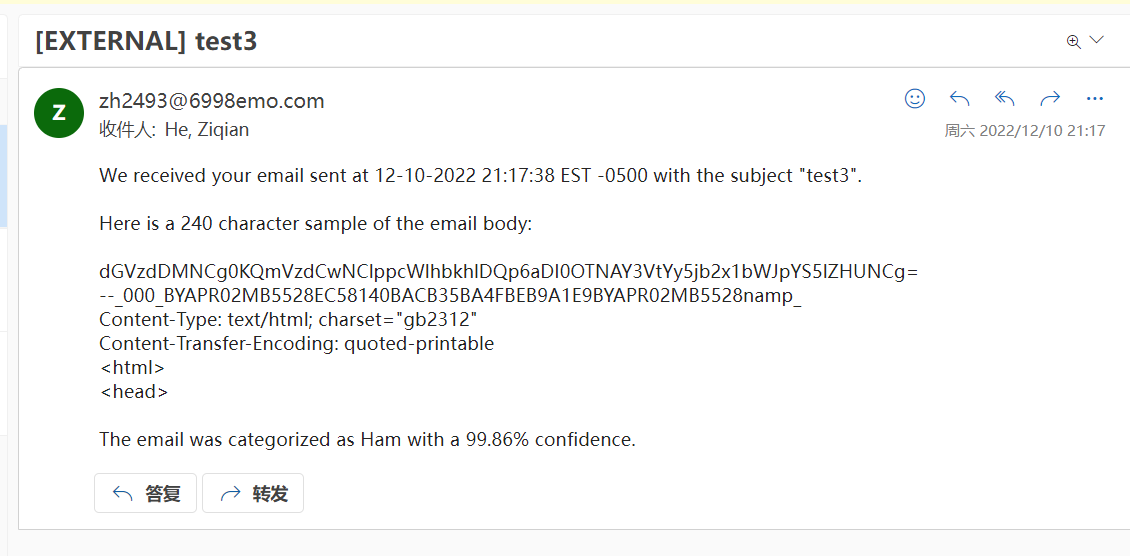 [EXTERNAL] test3
Z
zh2493@6998emo.com
收件人: He, Ziqian
周六 2022/12/10 21:17
We received your email sent at 12-10-2022 21:17:38 EST -0500 with the subject "test3".
Here is a 240 character sample of the email body:
dGVzdDMNCg0KQmVzdCwNClppcWlhbkhlDQp6aDI0OTNAY3VtYy5jb2x1bWJpYS5lZHUNCg=
--_000_BYAPR02MB5528EC58140BACB35BA4FBEB9A1E9BYAPR02MB5528namp_
Content-Type: text/html; charset="gb2312"
Content-Transfer-Encoding: quoted-printable
<html>
<head>
The email was categorized as Ham with a 99.86% confidence.
答复
转发